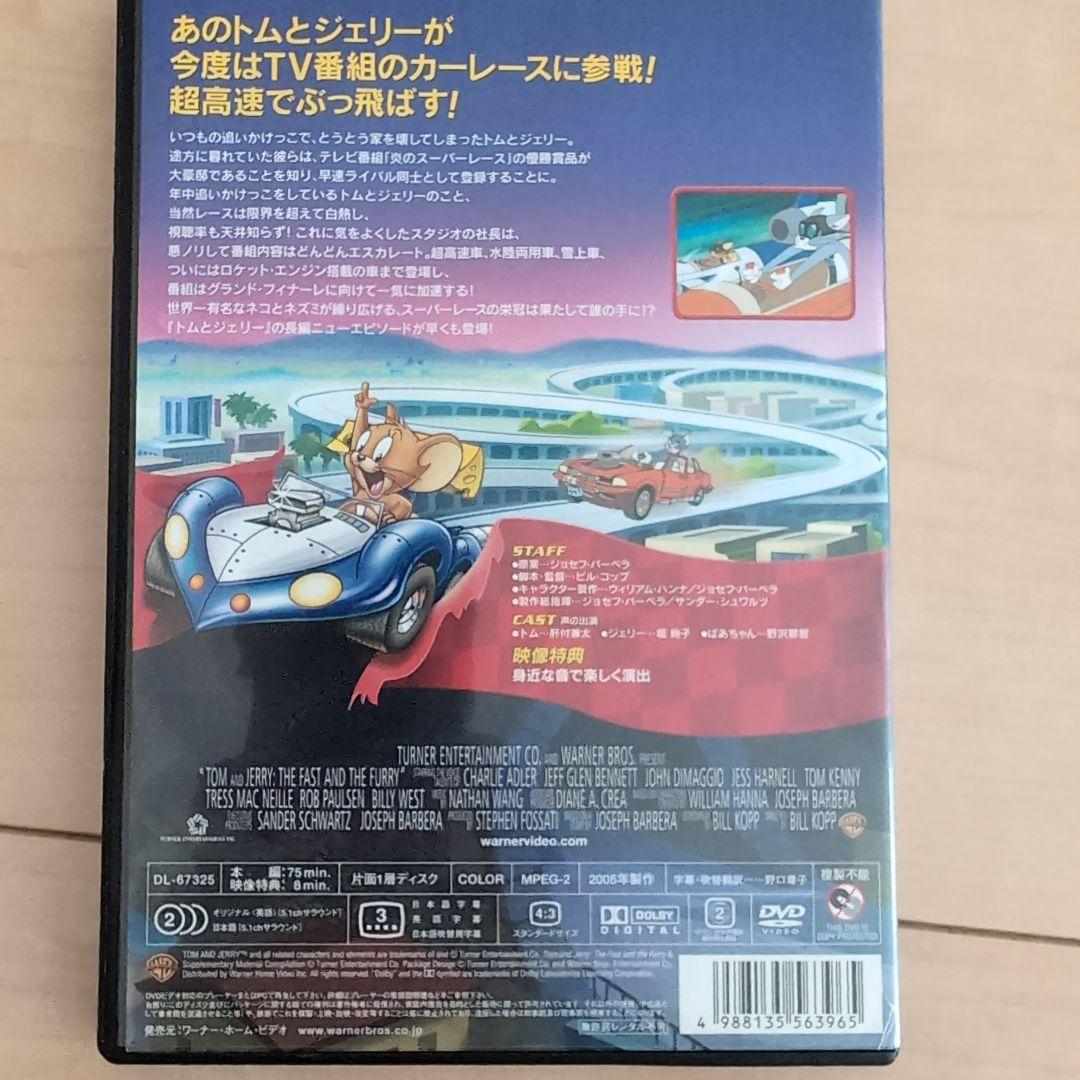 あのトムとジェリーが
今度はTV番組のカーレースに参戦!
超高速でぶっ飛ばす!
いつもの追いかけっこで、とうとう家を壊してしまったトムとジェリー。
途方に暮れていた彼らは、テレビ番組「炎のスーパーレース」の優勝賞品が
大豪邸であることを知り、早速ライバル同士として登録することに。
年中追いかけっこをしているトムとジェリーのこと、
当然レースは限界を超えて白熱し、
視聴率も天井知らず! これに気をよくしたスタジオの社長は、
悪ノリして番組内容はどんどんエスカレート。超高速車、水陸両用車、雪上車、
ついにはロケット・エンジン搭載の車まで登場し、
番組はグランド・フィナーレに向けて一気に加速する!
世界一有名なネコとネズミが繰り広げる、スーパーレースの栄冠は果たして誰の手に!?
『トムとジェリー』の長編ニューエピソードが早くも登場!
STAFF
●原案…ジョセフ・バーベラ
●脚本・監督…ビル・コップ
●キャラクター製作…ウィリアム・ハンナ/ジョセフ・バーベラ
●製作総指揮…ジョセフ・バーベラ/サンダー・シュワルツ
CAST 声の出演
●トム…肝付兼太 ●ジェリー…堀 絢子 ●ばあちゃん…野沢那智
映像特典
身近な音で楽しく演出
TURNER ENTERTAINMENT CO. AND WARNER BROS. PRESENT
"TOM AND JERRY: THE FAST AND THE FURRY" CHARLIE ADLER JEFF GLEN BENNETT JOHN DIMAGGIO JESS HARNELL TOM KENNY
TRESS MAC NEILLE ROB PAULSEN BILLY WEST NATHAN WANG DIANE A. CREA WILLIAM HANNA JOSEPH BARBERA
SANDER SCHWARTZ JOSEPH BARBERA STEPHEN FOSSATI JOSEPH BARBERA BILL KOPP BILL KOPP
warnervideo.com
DL-67325 本編:75min. 映像特典:8min. 片面1層ディスク COLOR MPEG-2 2005年製作 字幕・吹替翻訳……野口尊子 複製不能
2 オリジナル〈英語〉[5.1chサラウンド]
日本語[5.1chサラウンド]
3 日本語字幕
英語字幕
日本語吹替用字幕
4:3 スタンダードサイズ
DOLBY DIGITAL
2
DVD VIDEO
THIS DVD IS COPY PROTECTED
発売元:ワーナー・ホーム・ビデオ www.warnerbros.co.jp
4 988135 563965